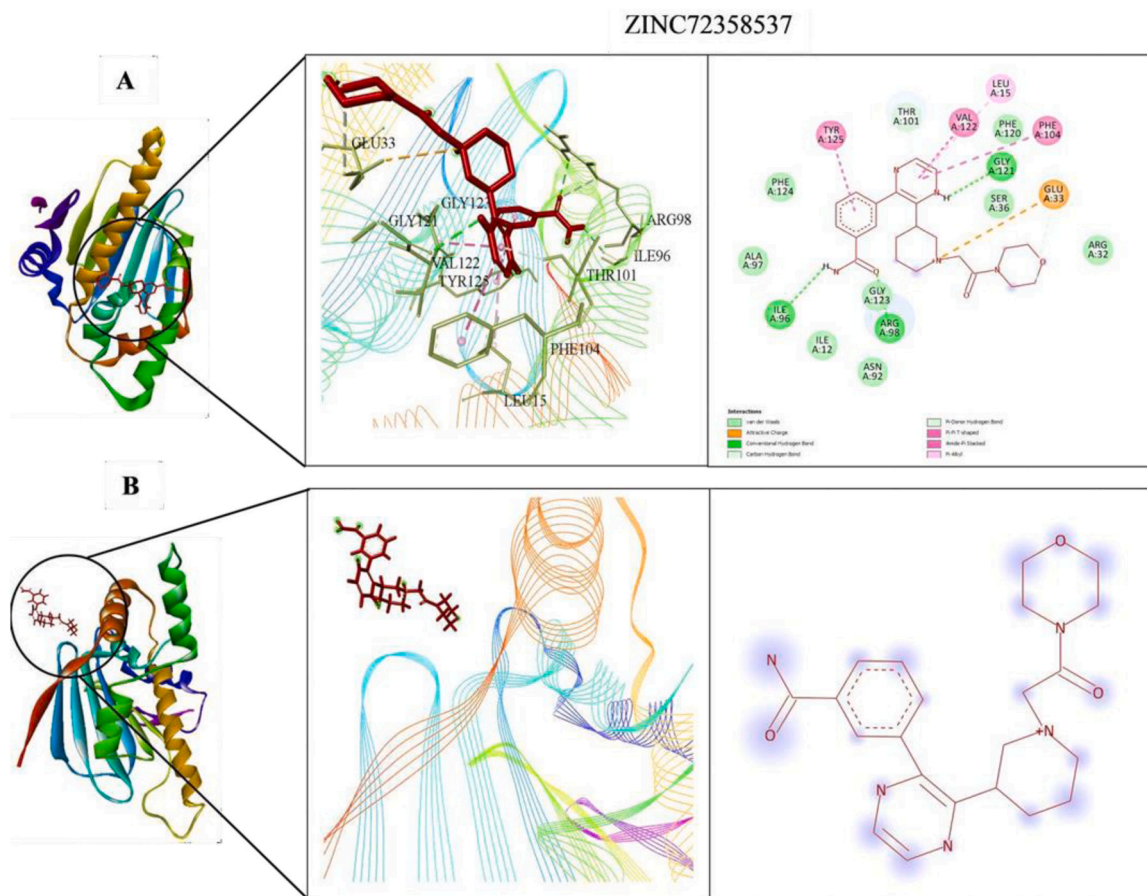 ZINC72358537
A
GLU33
GLY123
GLY121
VAL122
TYR125
ARG98
ILE96
THR101
PHE104
LEU15
LEU
A:15
THR
A:101
VAL
A:122
PHE
A:120
PHE
A:104
TYR
A:125
GLY
A:121
PHE
A:124
SER
A:36
GLU
A:33
N
N
H
ARG
A:32
ALA
A:97
N
N
O
H
N
O
O
GLY
A:123
ILE
A:96
ARG
A:98
ILE
A:12
ASN
A:92
Interactions
van der Waals
Attractive Charge
Conventional Hydrogen Bond
Carbon Hydrogen Bond
Pi-Donor Hydrogen Bond
Pi-Pi T-shaped
Amide-Pi Stacked
Pi-Alkyl
B
O
N
N
O
O
+N
N
N